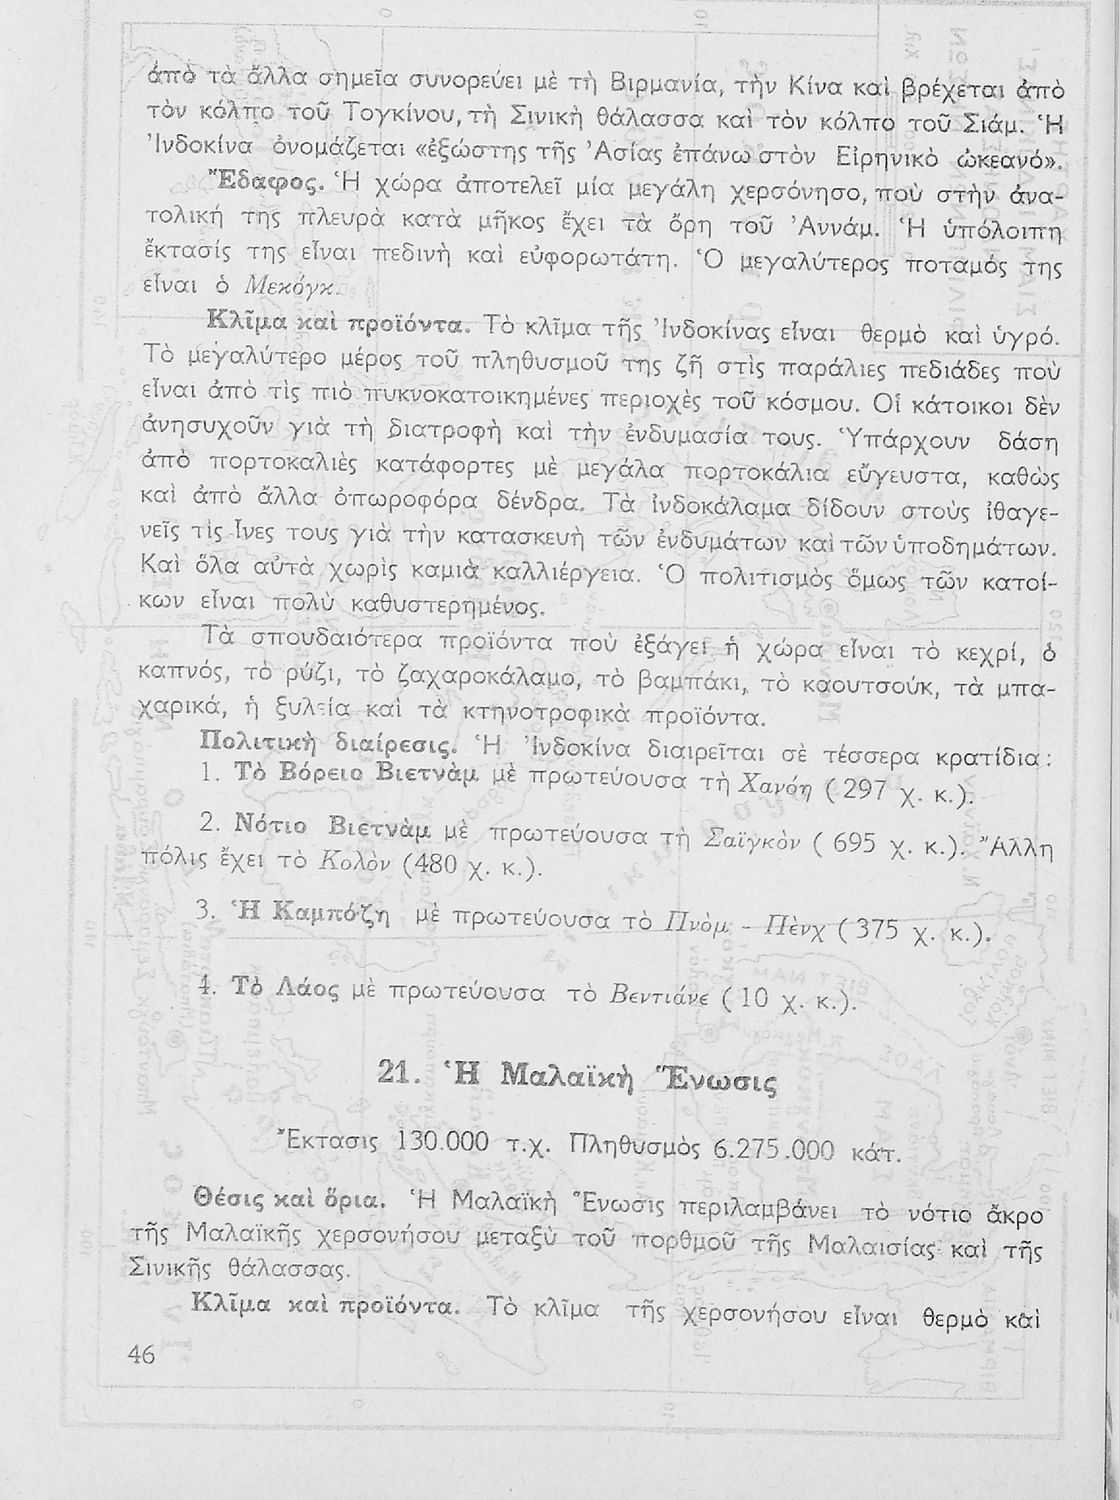 ἀπὸ τὰ ἄλλα σημεῖα συνορεύει μὲ τὴ Βιρμανία, τὴν Κίνα καὶ βρέχεται ἀπὸ
τὸν κόλπο τοῦ Τογκίνου, τὴ Σινικὴ θάλασσα καὶ τὸν κόλπο τοῦ Σιάμ. Ἡ
Ἰνδοκίνα ὀνομάζεται «ἐξώστης τῆς Ἀσίας ἐπάνω στὸν Εἰρηνικὸ ὠκεανό».
Ἔδαφος. Ἡ χώρα ἀποτελεῖ μία μεγάλη χερσόνησο, ποὺ στὴν ἀνα-
τολική της πλευρὰ κατὰ μῆκος ἔχει τὰ ὄρη τοῦ Ἀννάμ. Ἡ ὑπόλοιπη
ἔκτασίς της εἶναι πεδινὴ καὶ εὐφορωτάτη. Ὁ μεγαλύτερος ποταμός της
εἶναι ὁ Μεκόγκ.
Κλῖμα καὶ προϊόντα. Τὸ κλῖμα τῆς Ἰνδοκίνας εἶναι θερμὸ καὶ ὑγρό.
Τὸ μεγαλύτερο μέρος τοῦ πληθυσμοῦ της ζῆ στὶς παράλιες πεδιάδες ποὺ
εἶναι ἀπὸ τὶς πιὸ πυκνοκατοικημένες περιοχὲς τοῦ κόσμου. Οἱ κάτοικοι δὲν
ἀνησυχοῦν γιὰ τὴ διατροφὴ καὶ τὴν ἐνδυμασία τους. Ὑπάρχουν δάση
ἀπὸ πορτοκαλιὲς κατάφορτες μὲ μεγάλα πορτοκάλια εὔγευστα, καθὼς
καὶ ἀπὸ ἄλλα ὀπωροφόρα δένδρα. Τὰ ἰνδοκάλαμα δίδουν στοὺς ἰθαγε-
νεῖς τὶς ἶνες τους γιὰ τὴν κατασκευὴ τῶν ἐνδυμάτων καὶ τῶν ὑποδημάτων.
Καὶ ὅλα αὐτὰ χωρὶς καμιὰ καλλιέργεια. Ὁ πολιτισμὸς ὅμως τῶν κατοί-
κων εἶναι πολὺ καθυστερημένος.
Τὰ σπουδαιότερα προϊόντα ποὺ ἐξάγει ἡ χώρα εἶναι τὸ κεχρί, ὁ
καπνός, τὸ ρύζι, τὸ ζαχαροκάλαμο, τὸ βαμπάκι, τὸ καουτσούκ, τὰ μπα-
χαρικά, ἡ ξυλεία καὶ τὰ κτηνοτροφικὰ προϊόντα.
Πολιτικὴ διαίρεσις. Ἡ Ἰνδοκίνα διαιρεῖται σὲ τέσσερα κρατίδια:
1. Τὸ Βόρειο Βιετνὰμ μὲ πρωτεύουσα τὴ Χανόη (297 χ. κ.).
2. Νότιο Βιετνὰμ μὲ πρωτεύουσα τὴ Σαϊγκὸν (695 χ. κ.). Ἄλλη
πόλις ἔχει τὸ Κολὸν (480 χ. κ.).
3. Ἡ Καμπότζη μὲ πρωτεύουσα τὸ Πνὸμ - Πὲνχ (375 χ. κ.).
4. Τὸ Λάος μὲ πρωτεύουσα τὸ Βεντιάνε (10 χ. κ.).
21. Ἡ Μαλαϊκὴ Ἕνωσις
Ἔκτασις 130.000 τ.χ. Πληθυσμὸς 6.275.000 κάτ.
Θέσις καὶ ὅρια. Ἡ Μαλαϊκὴ Ἕνωσις περιλαμβάνει τὸ νότιο ἄκρο
τῆς Μαλαϊκῆς χερσονήσου μεταξὺ τοῦ πορθμοῦ τῆς Μαλαισίας καὶ τῆς
Σινικῆς θάλασσας.
Κλῖμα καὶ προϊόντα. Τὸ κλῖμα τῆς χερσονήσου εἶναι θερμὸ καὶ
46